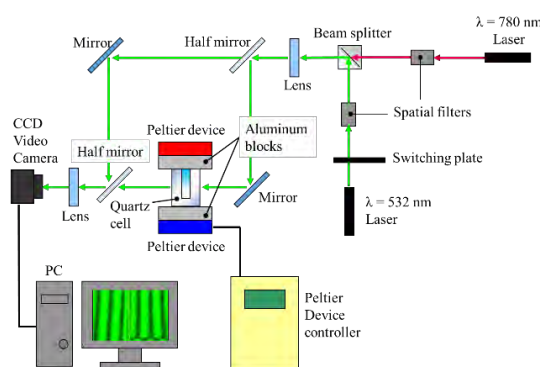 λ = 780 nm
Laser
Beam splitter
Half mirror
Mirror
Lens
Spatial filters
CCD
Video
Camera
Peltier device
Aluminum
blocks
Half mirror
Switching plate
Mirror
λ = 532 nm
Laser
Lens
Quartz
cell
Peltier device
PC
Peltier
Device
controller